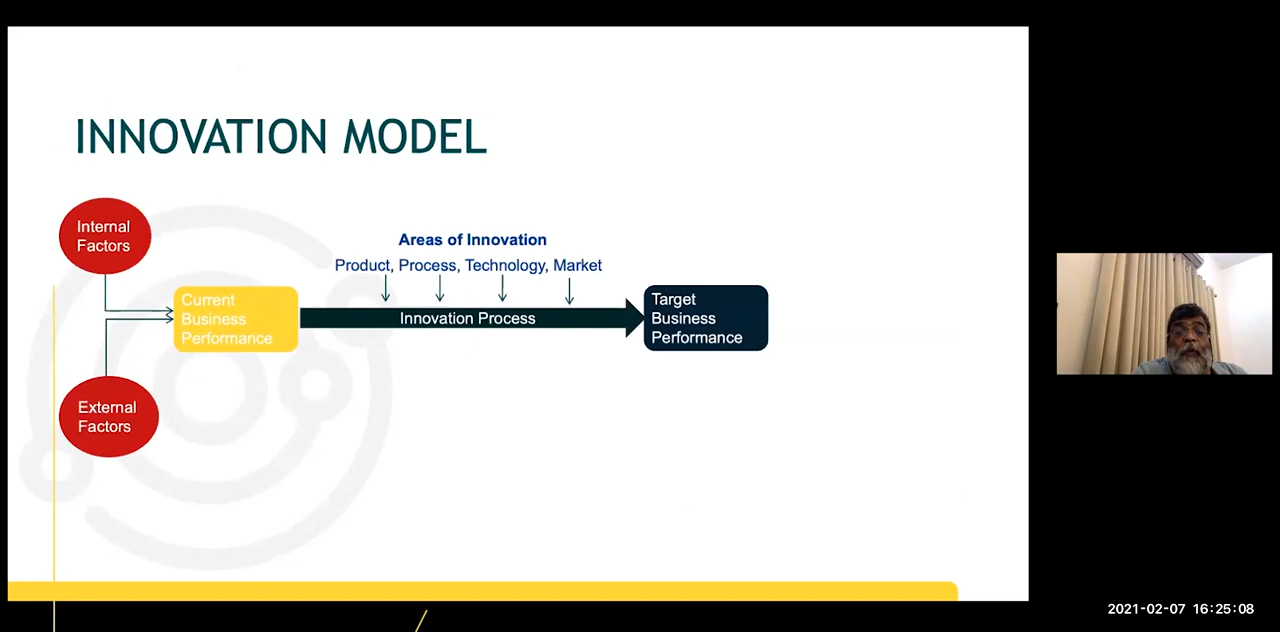 INNOVATION MODEL
Internal
Factors
Areas of Innovation
Product, Process, Technology, Market
Current
Business
Performance
Innovation Process
Target
Business
Performance
External
Factors
2021-02-07 16:25:08